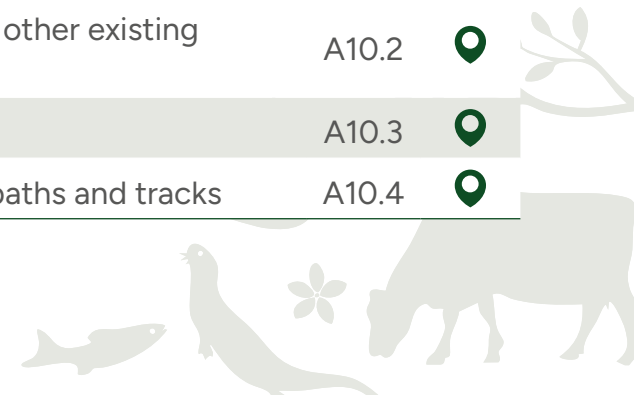 other existing
A10.2
A10.3
paths and tracks
A10.4